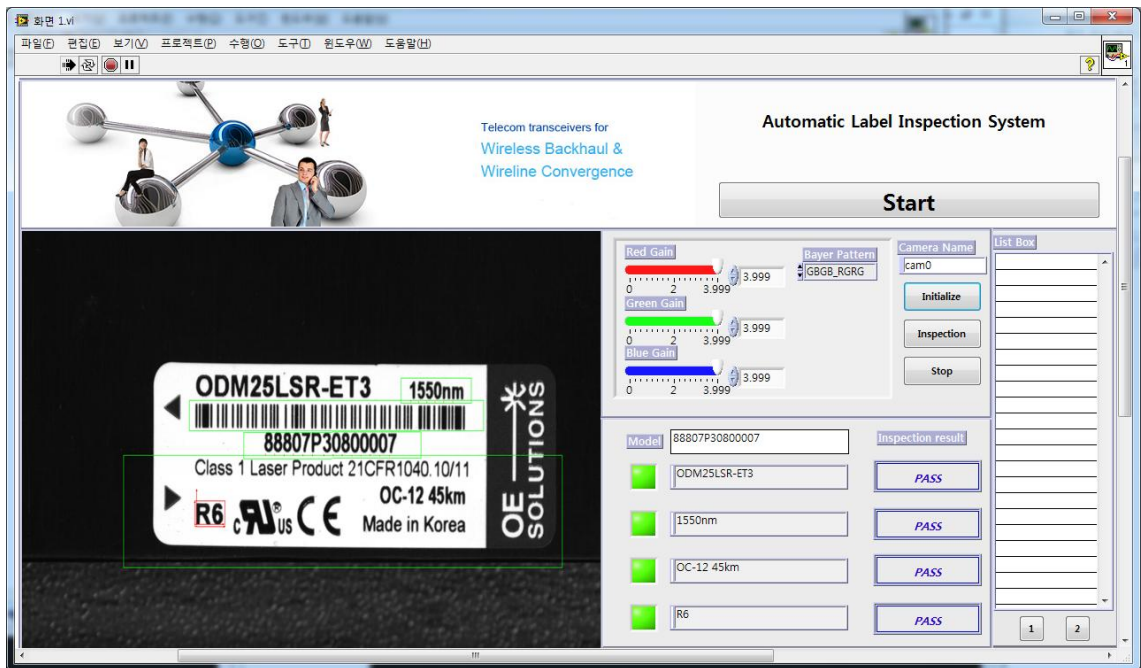 화면 1.vi
파일(F) 편집(E) 보기(V) 프로젝트(P) 수행(O) 도구(T) 윈도우(W) 도움말(H)
1
Telecom transceivers for
Wireless Backhaul &
Wireline Convergence
Automatic Label Inspection System
Start
Red Gain
0 2 3.999
3.999
Green Gain
0 2 3.999
3.999
Blue Gain
0 2 3.999
3.999
Bayer Pattern
GBGB_RGRG
Camera Name
cam0
Initialize
Inspection
Stop
List Box
ODM25LSR-ET3 1550nm
88807P30800007
Class 1 Laser Product 21CFR1040.10/11
OC-12 45km
R6 c RU us CE Made in Korea
OE SOLUTIONS
Model 88807P30800007 Inspection result
ODM25LSR-ET3 PASS
1550nm PASS
OC-12 45km PASS
R6 PASS
1 2